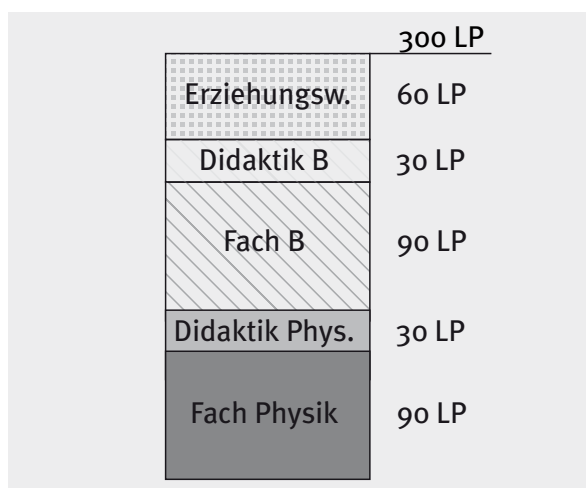 300 LP
Erziehungsw. 60 LP
Didaktik B 30 LP
Fach B 90 LP
Didaktik Phys. 30 LP
Fach Physik 90 LP